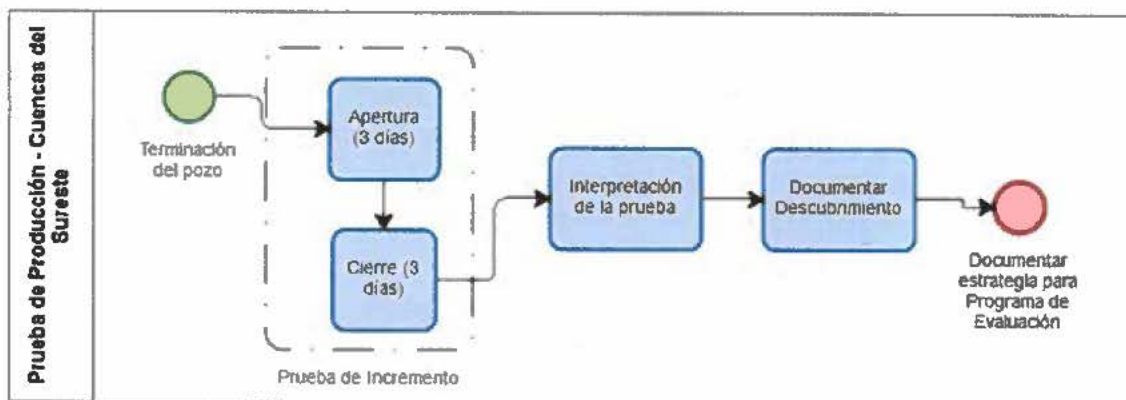 Prueba de Producción - Cuencas del
Sureste
Terminación
del pozo
Apertura
(3 días)
Cierre (3
días)
Prueba de Incremento
Interpretación
de la prueba
Documentar
Descubrimiento
Documentar
estrategia para
Programa de
Evaluación